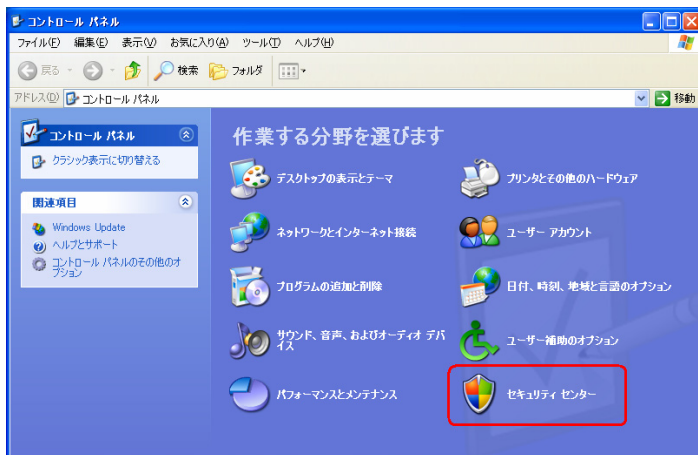 コントロール パネル
ファイル(F) 編集(E) 表示(V) お気に入り(A) ツール(T) ヘルプ(H)
戻る 検索 フォルダ
アドレス(D) コントロール パネル 移動
コントロール パネル
クラシック表示に切り替える
関連項目
Windows Update
ヘルプとサポート
コントロール パネルのその他のオ
プション
作業する分野を選びます
デスクトップの表示とテーマ
プリンタとその他のハードウェア
ネットワークとインターネット接続
ユーザー アカウント
プログラムの追加と削除
日付、時刻、地域と言語のオプション
サウンド、音声、およびオーディオ デバ
イス
ユーザー補助のオプション
パフォーマンスとメンテナンス
セキュリティ センター